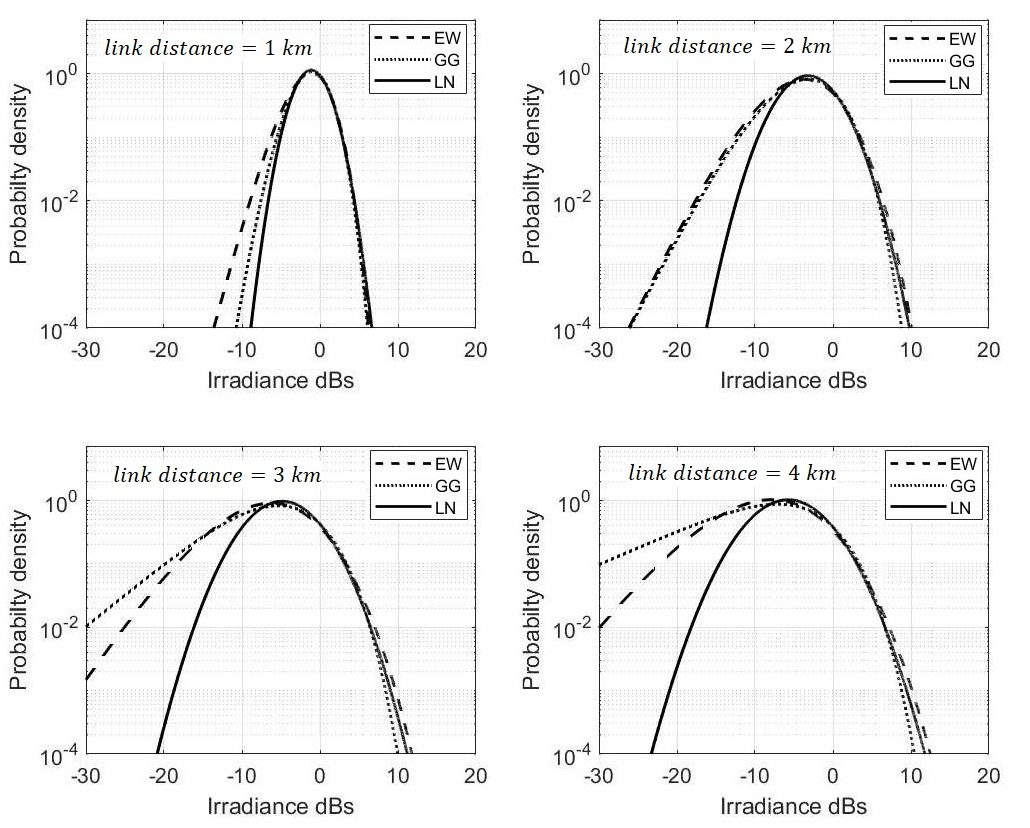 link distance = 1 km
EW
GG
LN
10^0
10^-2
10^-4
Probabilty density
-30 -20 -10 0 10 20
Irradiance dBs
link distance = 2 km
EW
GG
LN
10^0
10^-2
10^-4
Probabilty density
-30 -20 -10 0 10 20
Irradiance dBs
link distance = 3 km
EW
GG
LN
10^0
10^-2
10^-4
Probabilty density
-30 -20 -10 0 10 20
Irradiance dBs
link distance = 4 km
EW
GG
LN
10^0
10^-2
10^-4
Probabilty density
-30 -20 -10 0 10 20
Irradiance dBs